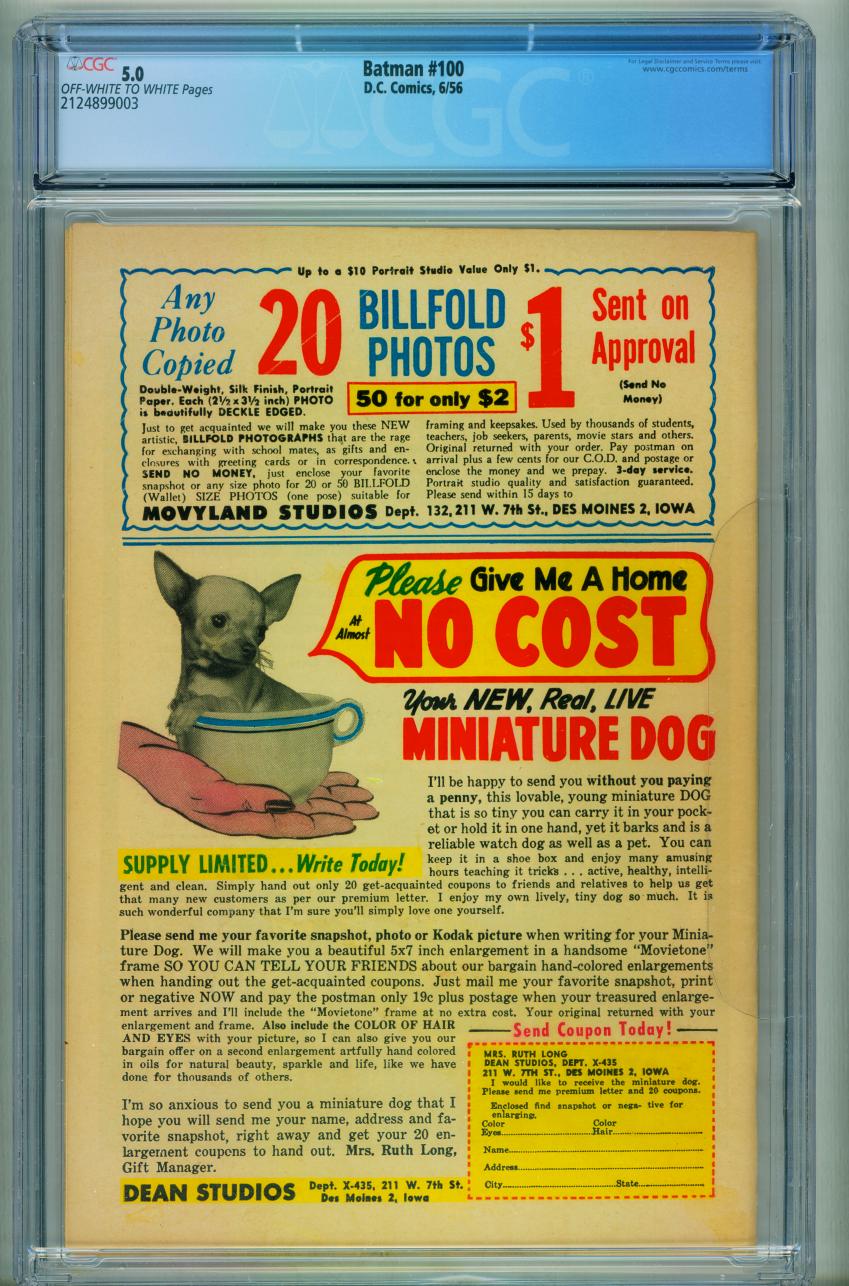 CGC 5.0
OFF-WHITE TO WHITE Pages
2124899003
Batman #100
D.C. Comics, 6/56
For Legal Disclaimer and Service Terms please visit
www.cgccomics.com/terms
CGC®
Up to a $10 Portrait Studio Value Only $1.
Any
Photo
Copied
20
BILLFOLD
PHOTOS
50 for only $2
$1
Sent on
Approval
(Send No
Money)
Double-Weight, Silk Finish, Portrait
Paper. Each (2½ x 3½ inch) PHOTO
is beautifully DECKLE EDGED.
Just to get acquainted we will make you these NEW
artistic, BILLFOLD PHOTOGRAPHS that are the rage
for exchanging with school mates, as gifts and en-
closures with greeting cards or in correspondence.
SEND NO MONEY, just enclose your favorite
snapshot or any size photo for 20 or 50 BILLFOLD
(Wallet) SIZE PHOTOS (one pose) suitable for
framing and keepsakes. Used by thousands of students,
teachers, job seekers, parents, movie stars and others.
Original returned with your order. Pay postman on
arrival plus a few cents for our C.O.D. and postage or
enclose the money and we prepay. 3-day service.
Portrait studio quality and satisfaction guaranteed.
Please send within 15 days to
MOVYLAND STUDIOS Dept. 132, 211 W. 7th St., DES MOINES 2, IOWA
Please Give Me A Home
At
Almost
NO COST
Your NEW, Real, LIVE
MINIATURE DOG
I'll be happy to send you without you paying
a penny, this lovable, young miniature DOG
that is so tiny you can carry it in your pock-
et or hold it in one hand, yet it barks and is a
reliable watch dog as well as a pet. You can
keep it in a shoe box and enjoy many amusing
hours teaching it tricks . . . active, healthy, intelli-
SUPPLY LIMITED...Write Today!
gent and clean. Simply hand out only 20 get-acquainted coupons to friends and relatives to help us get
that many new customers as per our premium letter. I enjoy my own lively, tiny dog so much. It is
such wonderful company that I'm sure you'll simply love one yourself.
Please send me your favorite snapshot, photo or Kodak picture when writing for your Minia-
ture Dog. We will make you a beautiful 5x7 inch enlargement in a handsome "Movietone"
frame SO YOU CAN TELL YOUR FRIENDS about our bargain hand-colored enlargements
when handing out the get-acquainted coupons. Just mail me your favorite snapshot, print
or negative NOW and pay the postman only 19c plus postage when your treasured enlarge-
ment arrives and I'll include the "Movietone" frame at no extra cost. Your original returned with your
enlargement and frame. Also include the COLOR OF HAIR
AND EYES with your picture, so I can also give you our
bargain offer on a second enlargement artfully hand colored
in oils for natural beauty, sparkle and life, like we have
done for thousands of others.
I'm so anxious to send you a miniature dog that I
hope you will send me your name, address and fa-
vorite snapshot, right away and get your 20 en-
largement coupons to hand out. Mrs. Ruth Long,
Gift Manager.
DEAN STUDIOS Dept. X-435, 211 W. 7th St.
Des Moines 2, Iowa
Send Coupon Today!
MRS. RUTH LONG
DEAN STUDIOS, DEPT. X-435
211 W. 7TH ST., DES MOINES 2, IOWA
I would like to receive the miniature dog.
Please send me premium letter and 20 coupons.
Enclosed find snapshot or nega- tive for
enlarging.
Color Color
Eyes Hair
Name
Address
City State